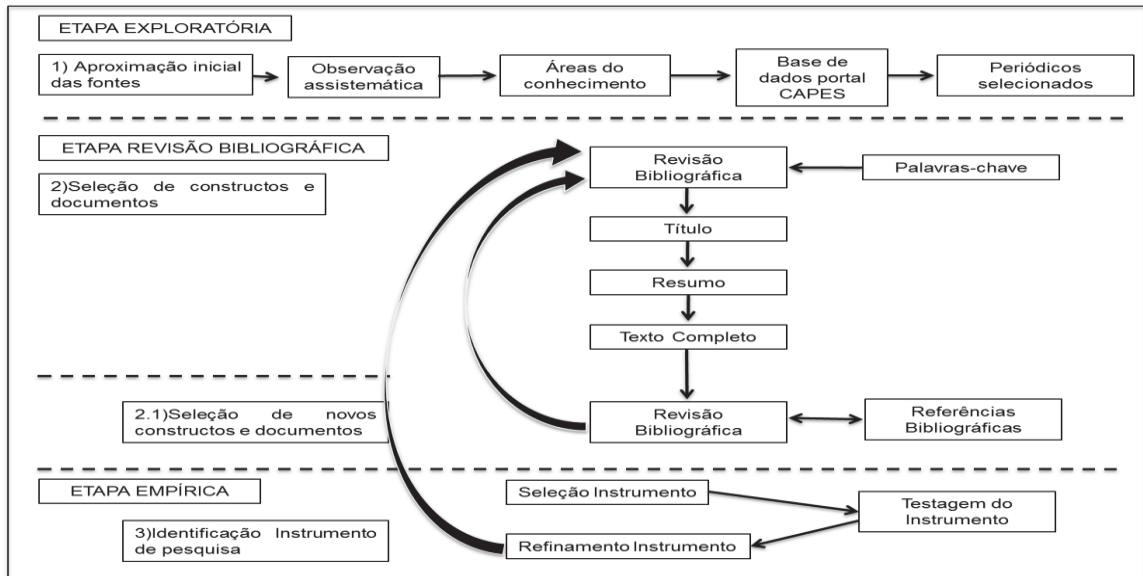 ETAPA EXPLORATÓRIA
1) Aproximação inicial
das fontes
Observação
assistemática
Áreas do
conhecimento
Base de
dados portal
CAPES
Periódicos
selecionados
ETAPA REVISÃO BIBLIOGRÁFICA
2)Seleção de constructos e
documentos
Revisão
Bibliográfica
Palavras-chave
Título
Resumo
Texto Completo
2.1)Seleção de novos
constructos e documentos
Revisão
Bibliográfica
Referências
Bibliográficas
ETAPA EMPÍRICA
3)Identificação Instrumento
de pesquisa
Seleção Instrumento
Testagem do
Instrumento
Refinamento Instrumento